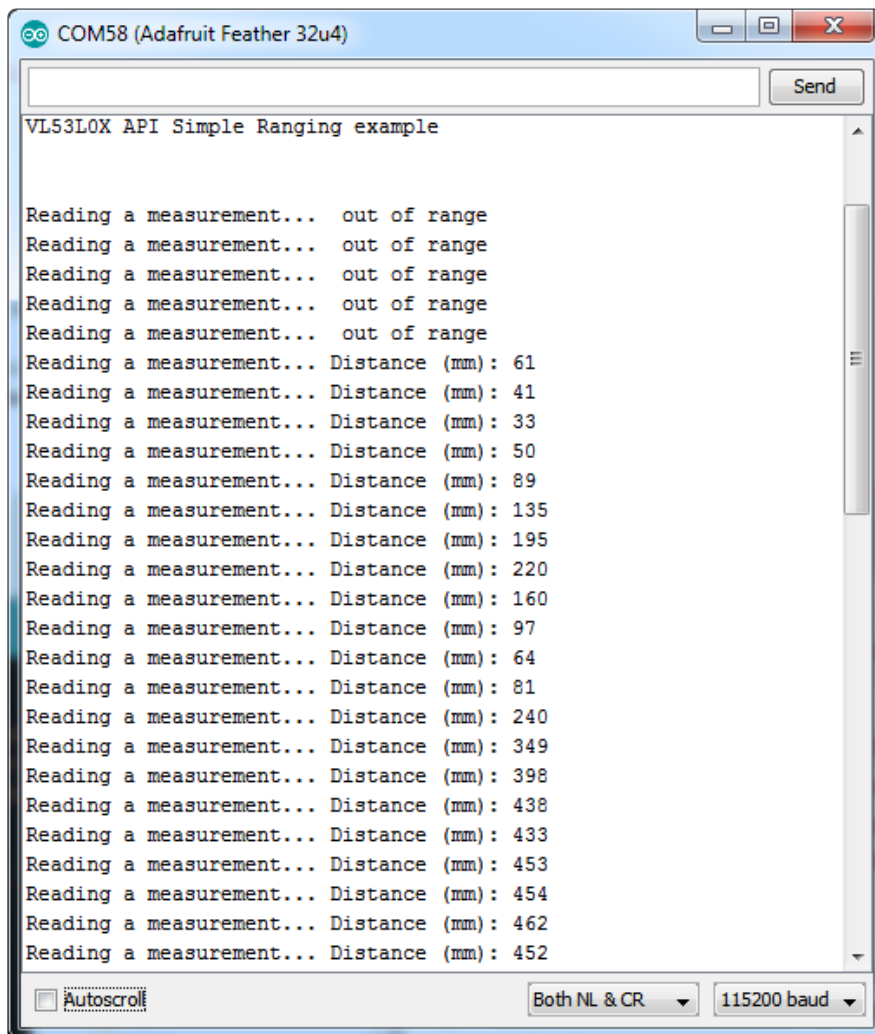 COM58 (Adafruit Feather 32u4)
Send
VL53L0X API Simple Ranging example
Reading a measurement...  out of range
Reading a measurement...  out of range
Reading a measurement...  out of range
Reading a measurement...  out of range
Reading a measurement...  out of range
Reading a measurement... Distance (mm): 61
Reading a measurement... Distance (mm): 41
Reading a measurement... Distance (mm): 33
Reading a measurement... Distance (mm): 50
Reading a measurement... Distance (mm): 89
Reading a measurement... Distance (mm): 135
Reading a measurement... Distance (mm): 195
Reading a measurement... Distance (mm): 220
Reading a measurement... Distance (mm): 160
Reading a measurement... Distance (mm): 97
Reading a measurement... Distance (mm): 64
Reading a measurement... Distance (mm): 81
Reading a measurement... Distance (mm): 240
Reading a measurement... Distance (mm): 349
Reading a measurement... Distance (mm): 398
Reading a measurement... Distance (mm): 438
Reading a measurement... Distance (mm): 433
Reading a measurement... Distance (mm): 453
Reading a measurement... Distance (mm): 454
Reading a measurement... Distance (mm): 462
Reading a measurement... Distance (mm): 452
Autoscroll
Both NL & CR
115200 baud